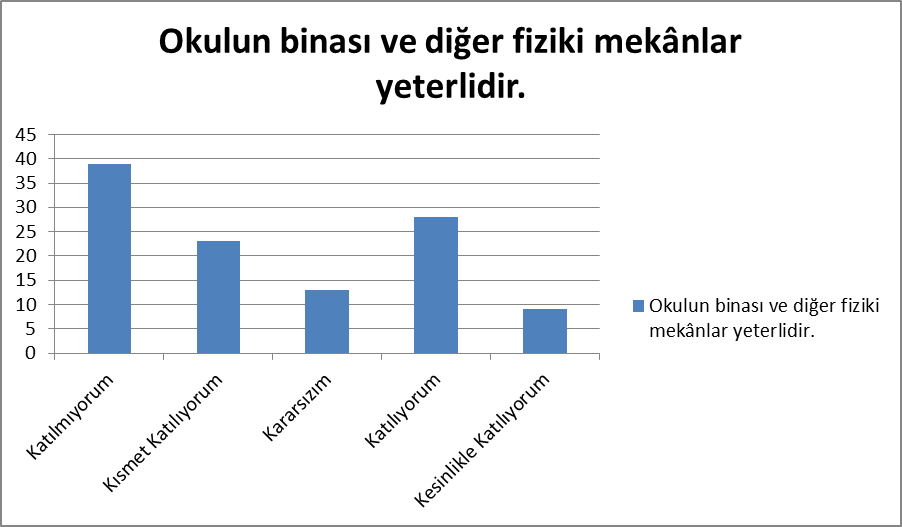 Okulun binası ve diğer fiziki mekânlar
yeterlidir.
45
40
35
30
25
20
15
10
5
0
Katılmıyorum
Kısmet Katılıyorum
Kararsızım
Katılıyorum
Kesinlikle Katılıyorum
Okulun binası ve diğer fiziki
mekânlar yeterlidir.